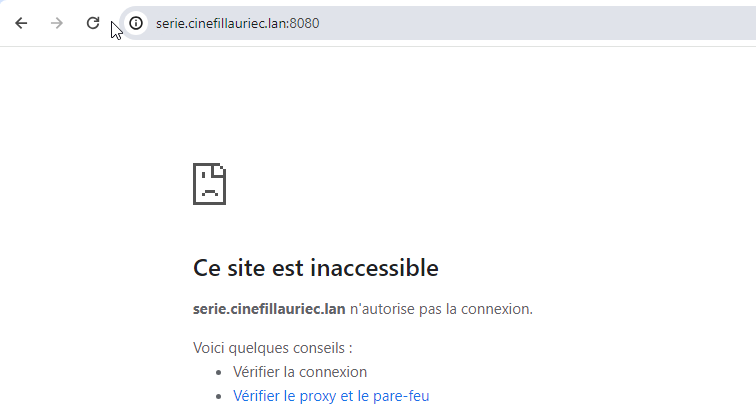 serie.cinefillauriec.lan:8080
Ce site est inaccessible
serie.cinefillauriec.lan n'autorise pas la connexion.
Voici quelques conseils :
• Vérifier la connexion
• Vérifier le proxy et le pare-feu